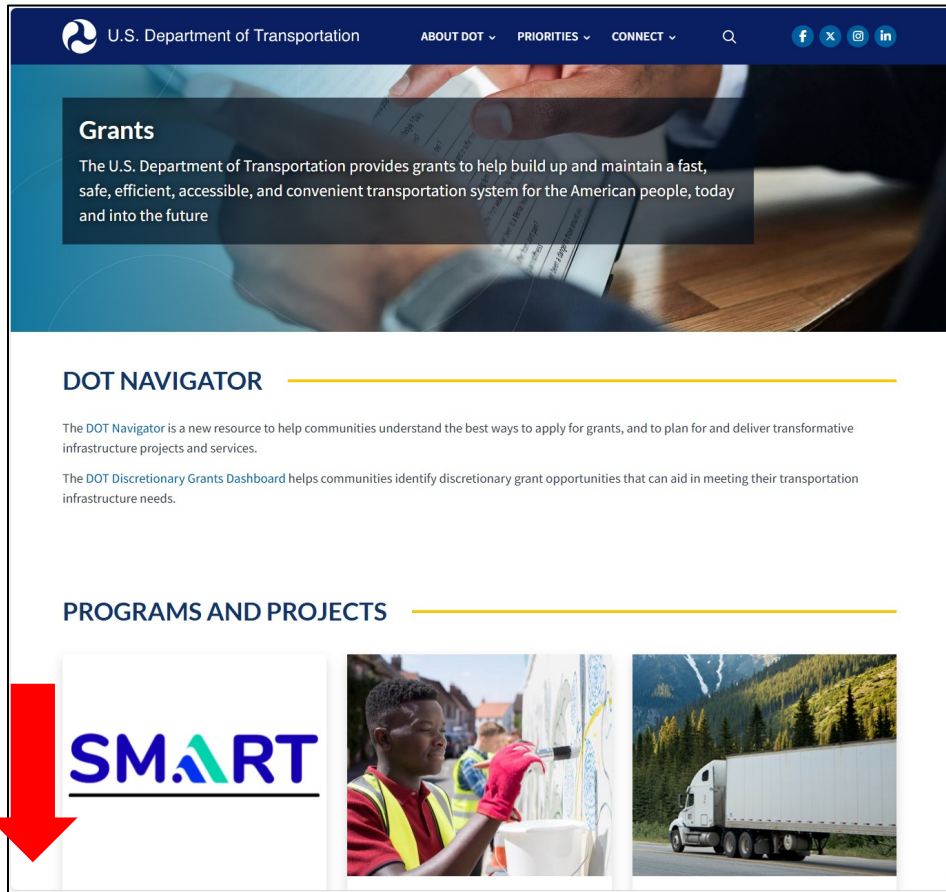 U.S. Department of Transportation
ABOUT DOT PRIORITIES CONNECT
f X in
Grants
The U.S. Department of Transportation provides grants to help build up and maintain a fast,
safe, efficient, accessible, and convenient transportation system for the American people, today
and into the future
DOT NAVIGATOR
The DOT Navigator is a new resource to help communities understand the best ways to apply for grants, and to plan for and deliver transformative
infrastructure projects and services.
The DOT Discretionary Grants Dashboard helps communities identify discretionary grant opportunities that can aid in meeting their transportation
infrastructure needs.
PROGRAMS AND PROJECTS
SMART